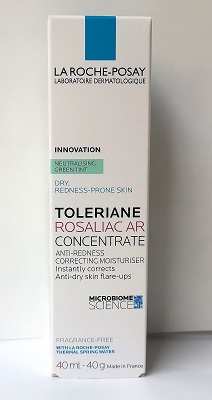 LA ROCHE-POSAY
LABORATOIRE DERMATOLOGIQUE
INNOVATION
NEUTRALISING
GREEN TINT
DRY,
REDNESS-PRONE SKIN
TOLERIANE
ROSALIAC AR
CONCENTRATE
ANTI-REDNESS
CORRECTING MOISTURISER
Instantly corrects
Anti-dry skin flare-ups
MICROBIOME
SCIENCE
FRAGRANCE-FREE
WITH LA ROCHE-POSAY
THERMAL SPRING WATER
40 mL - 40 g Made in France